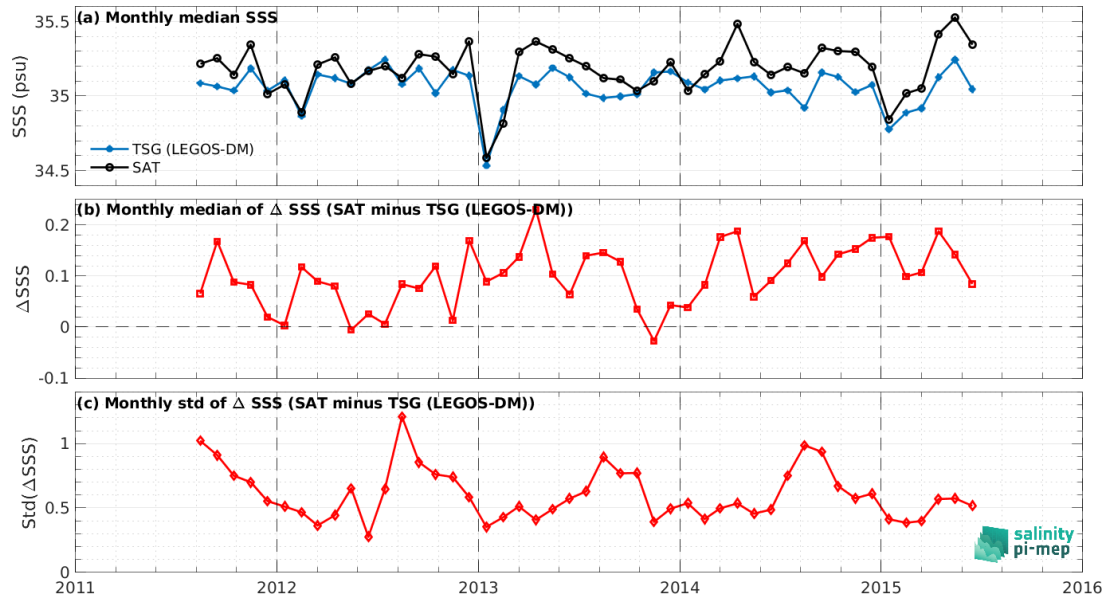 (a) Monthly median SSS
35.5
35
34.5
SSS (psu)
TSG (LEGOS-DM)
SAT
(b) Monthly median of Δ SSS (SAT minus TSG (LEGOS-DM))
0.2
0.1
0
-0.1
ΔSSS
(c) Monthly std of Δ SSS (SAT minus TSG (LEGOS-DM))
1
0.5
0
Std(ΔSSS)
salinity
pi-mep
2011 2012 2013 2014 2015 2016